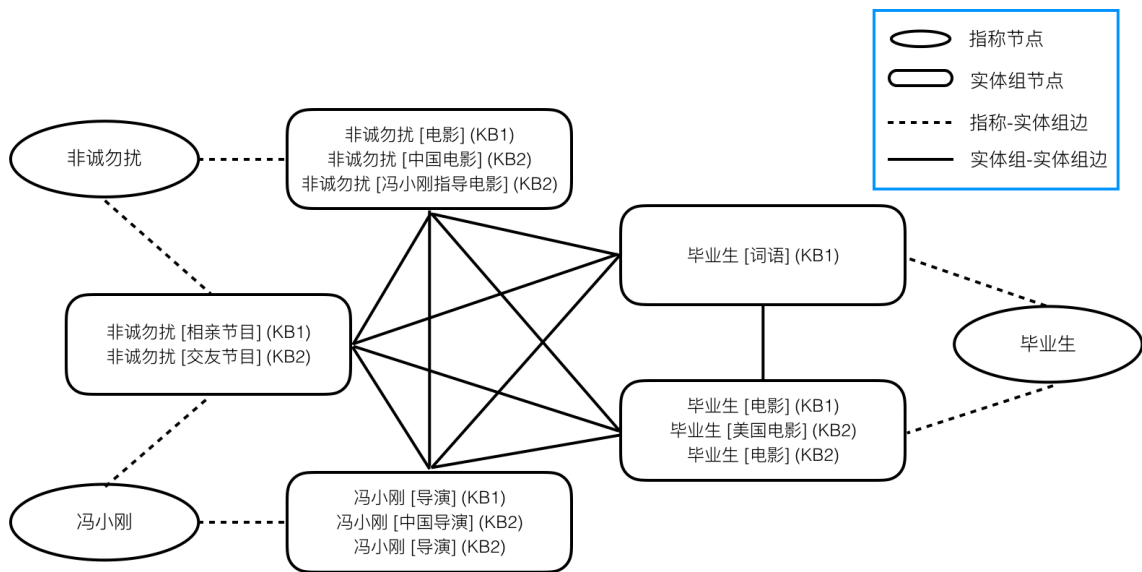 指称节点
实体组节点
指称-实体组边
实体组-实体组边
非诚勿扰
非诚勿扰 [电影] (KB1)
非诚勿扰 [中国电影] (KB2)
非诚勿扰 [冯小刚指导电影] (KB2)
毕业生 [词语] (KB1)
非诚勿扰 [相亲节目] (KB1)
非诚勿扰 [交友节目] (KB2)
毕业生
毕业生 [电影] (KB1)
毕业生 [美国电影] (KB2)
毕业生 [电影] (KB2)
冯小刚
冯小刚 [导演] (KB1)
冯小刚 [中国导演] (KB2)
冯小刚 [导演] (KB2)